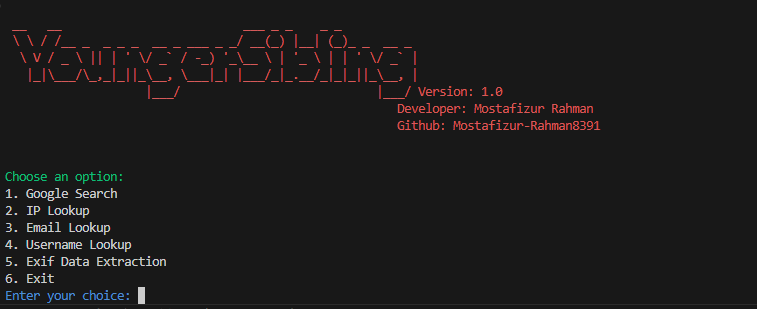 YoungerSibling
Version: 1.0
Developer: Mostafizur Rahman
Github: Mostafizur-Rahman8391
Choose an option:
1. Google Search
2. IP Lookup
3. Email Lookup
4. Username Lookup
5. Exif Data Extraction
6. Exit
Enter your choice: